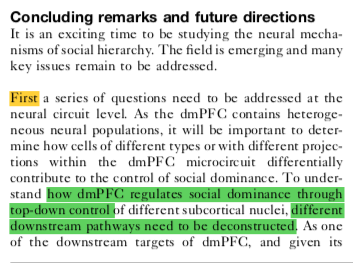 Concluding remarks and future directions
It is an exciting time to be studying the neural mecha-
nisms of social hierarchy. The field is emerging and many
key issues remain to be addressed.
First a series of questions need to be addressed at the
neural circuit level. As the dmPFC contains heteroge-
neous neural populations, it will be important to deter-
mine how cells of different types or with different projec-
tions within the dmPFC microcircuit differentially
contribute to the control of social dominance. To under-
stand how dmPFC regulates social dominance through
top-down control of different subcortical nuclei, different
downstream pathways need to be deconstructed. As one
of the downstream targets of dmPFC, and given its